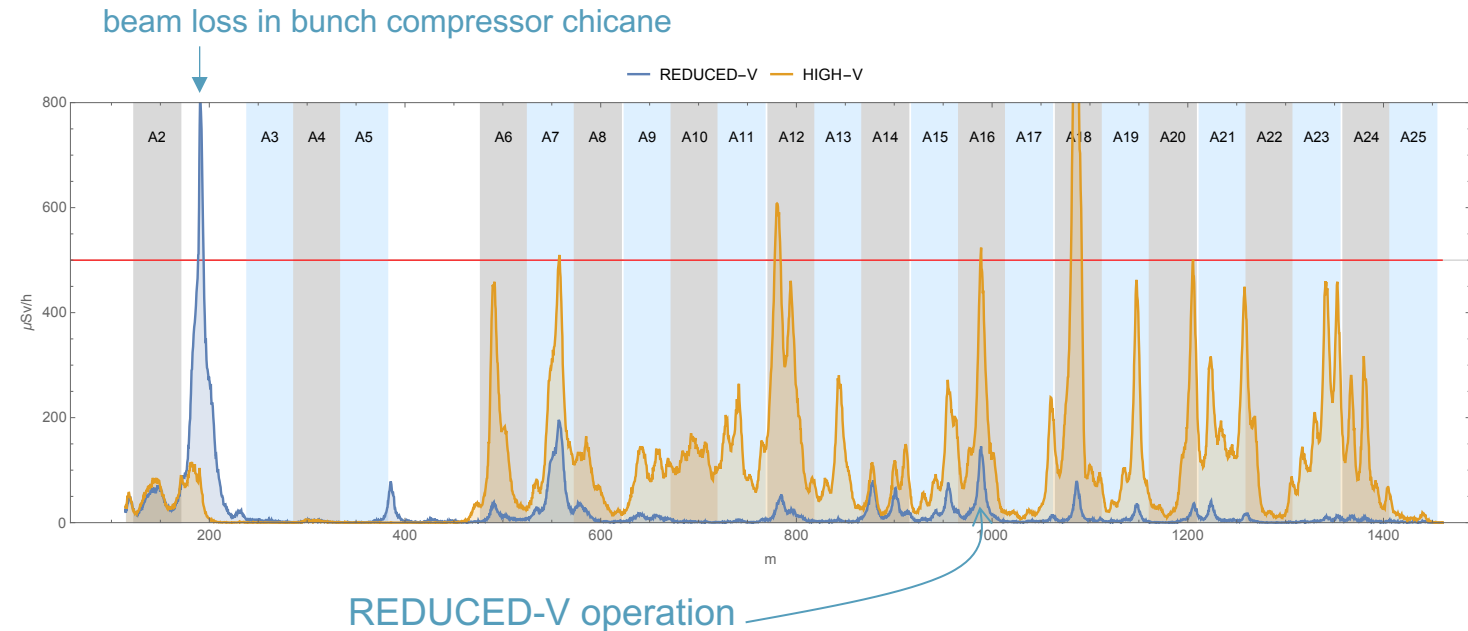 beam loss in bunch compressor chicane
REDUCED-V HIGH-V
800
A2 A3 A4 A5 A6 A7 A8 A9 A10 A11 A12 A13 A14 A15 A16 A17 A18 A19 A20 A21 A22 A23 A24 A25
600
μSv/h
400
200
0
200 400 600 800 1000 1200 1400
m
REDUCED-V operation